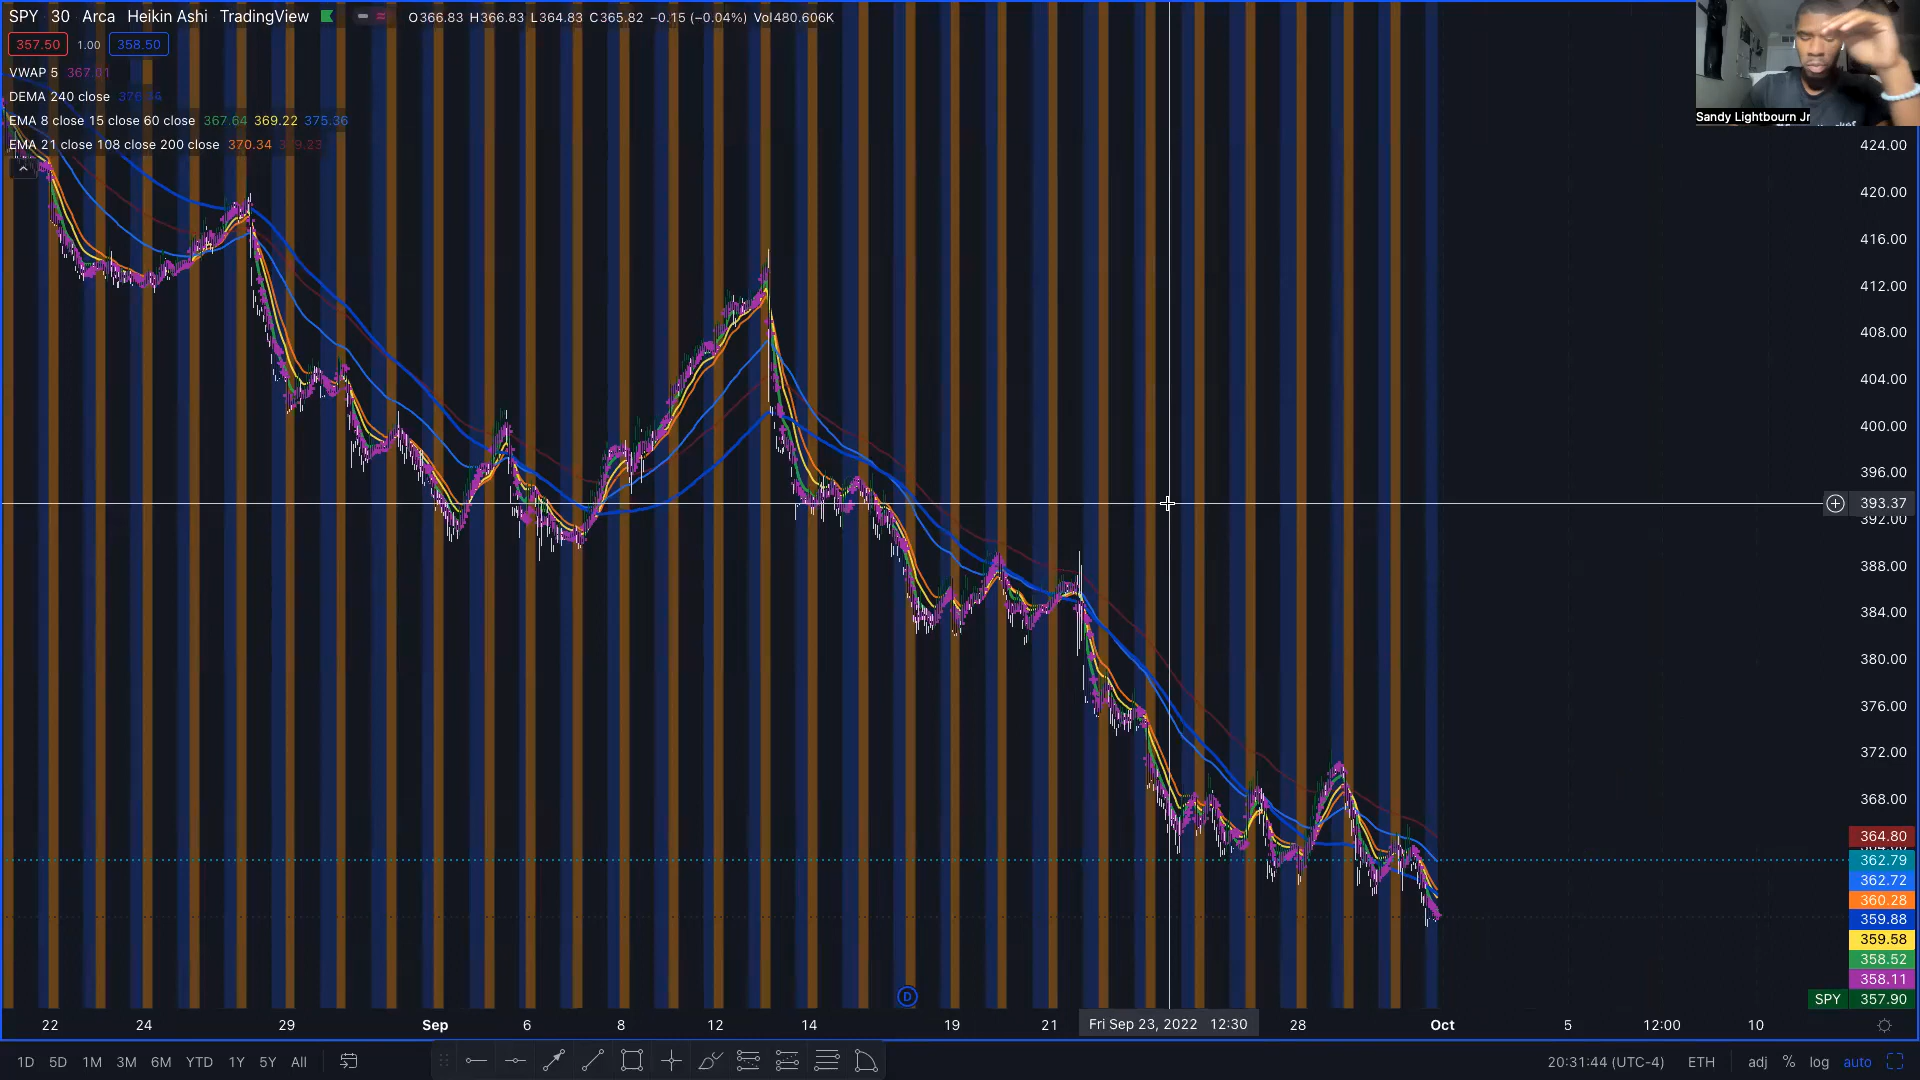 SPY 30 Arca Heikin Ashi TradingView O366.83 H366.83 L364.83 C365.82 −0.15 (−0.04%) Vol480.606K
357.50 1.00 358.50
VWAP 5 367.01
DEMA 240 close
EMA 8 close 15 close 60 close 367.64 369.22 375.36
EMA 21 close 108 close 200 close 370.34
Sandy Lightbourn Jr
424.00
420.00
416.00
412.00
408.00
404.00
400.00
396.00
393.37
392.00
388.00
384.00
380.00
376.00
372.00
368.00
364.80
362.79
362.72
360.28
359.88
359.58
358.52
358.11
SPY 357.90
D
22 24 29 Sep 6 8 12 14 19 21 Fri Sep 23, 2022 12:30 28 Oct 5 12:00 10
1D 5D 1M 3M 6M YTD 1Y 5Y All 20:31:44 (UTC-4) ETH adj % log auto